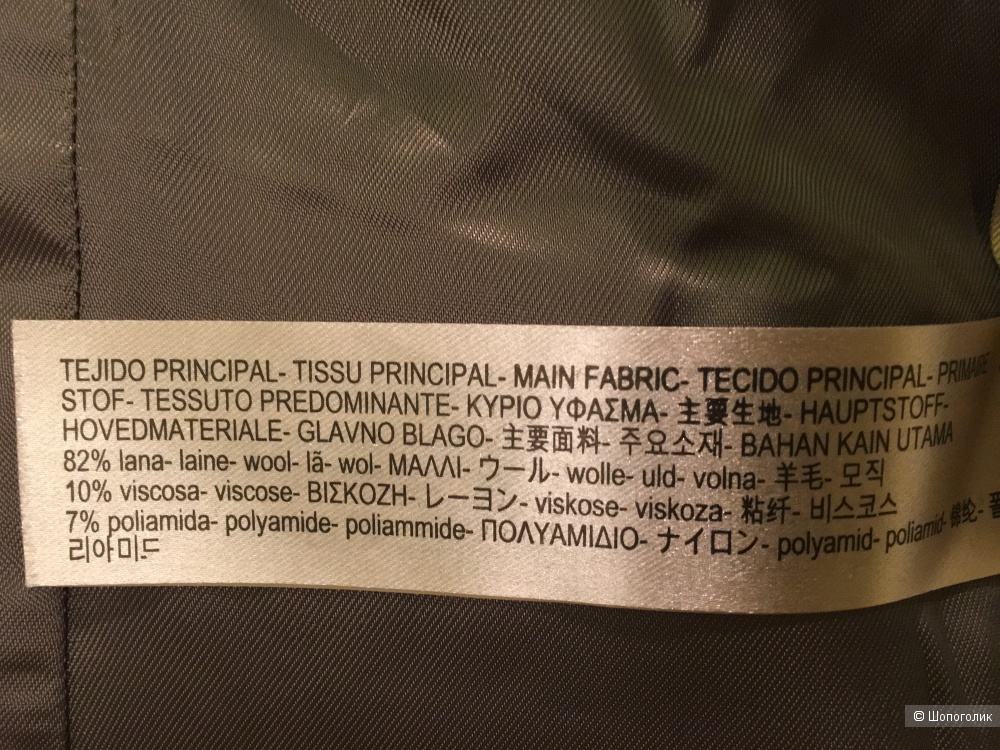 TEJIDO PRINCIPAL- TISSU PRINCIPAL- MAIN FABRIC- TECIDO PRINCIPAL- PRIMAIRE
STOF- TESSUTO PREDOMINANTE- ΚΥΡΙΟ ΥΦΑΣΜΑ- 主要生地- HAUPTSTOFF-
HOVEDMATERIALE- GLAVNO BLAGO- 主要面料- 주요소재- BAHAN KAIN UTAMA
82% lana- laine- wool- lã- wol- ΜΑΛΛΙ- ウール- wolle- uld- volna- 羊毛- 모직
10% viscosa- viscose- ΒΙΣΚΟΖΗ- レーヨン- viskose- viskoza- 粘纤- 비스코스
7% poliamida- polyamide- poliammide- ΠΟΛΥΑΜΙΔΙΟ- ナイロン- polyamid- poliamid- 锦纶-
리아미드
© Шопоголик